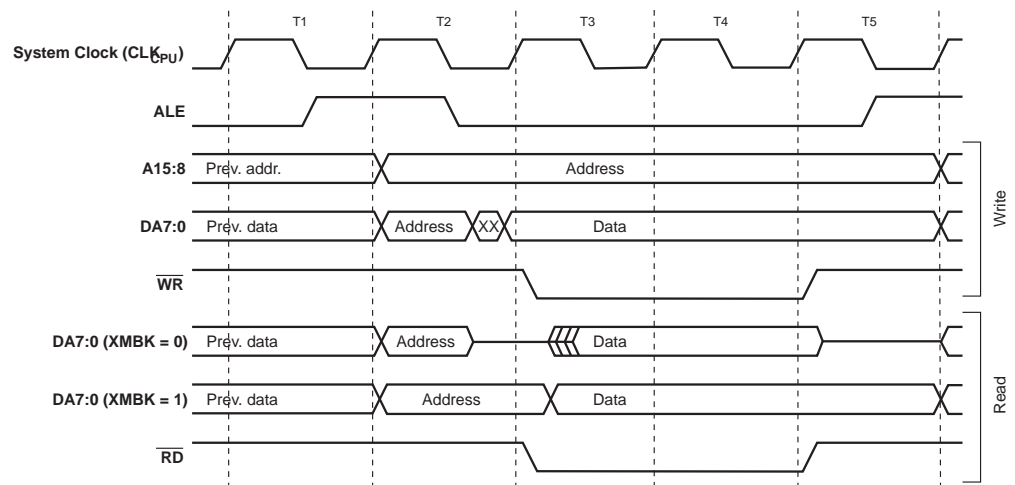 T1 T2 T3 T4 T5
System Clock (CLKCPU)
ALE
A15:8 Prev. addr. Address
DA7:0 Prev. data Address XX Data
WR
Write
DA7:0 (XMBK = 0) Prev. data Address Data
DA7:0 (XMBK = 1) Prev. data Address Data
RD
Read